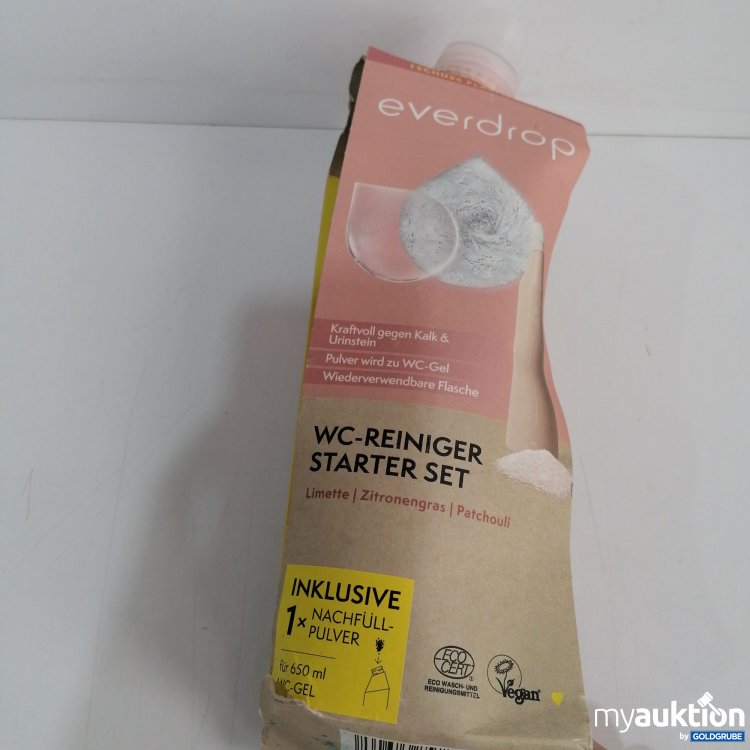 everdrop
Kraftvoll gegen Kalk &
Urinstein
Pulver wird zu WC-Gel
Wiederverwendbare Flasche
WC-REINIGER
STARTER SET
Limette | Zitronengras | Patchouli
INKLUSIVE
1x NACHFÜLL-
PULVER
für 650 ml
WC-GEL
ECO
CERT
ECO WASCH- UND
REINIGUNGSMITTEL
Vegan
myauktion
by GOLDGRUBE